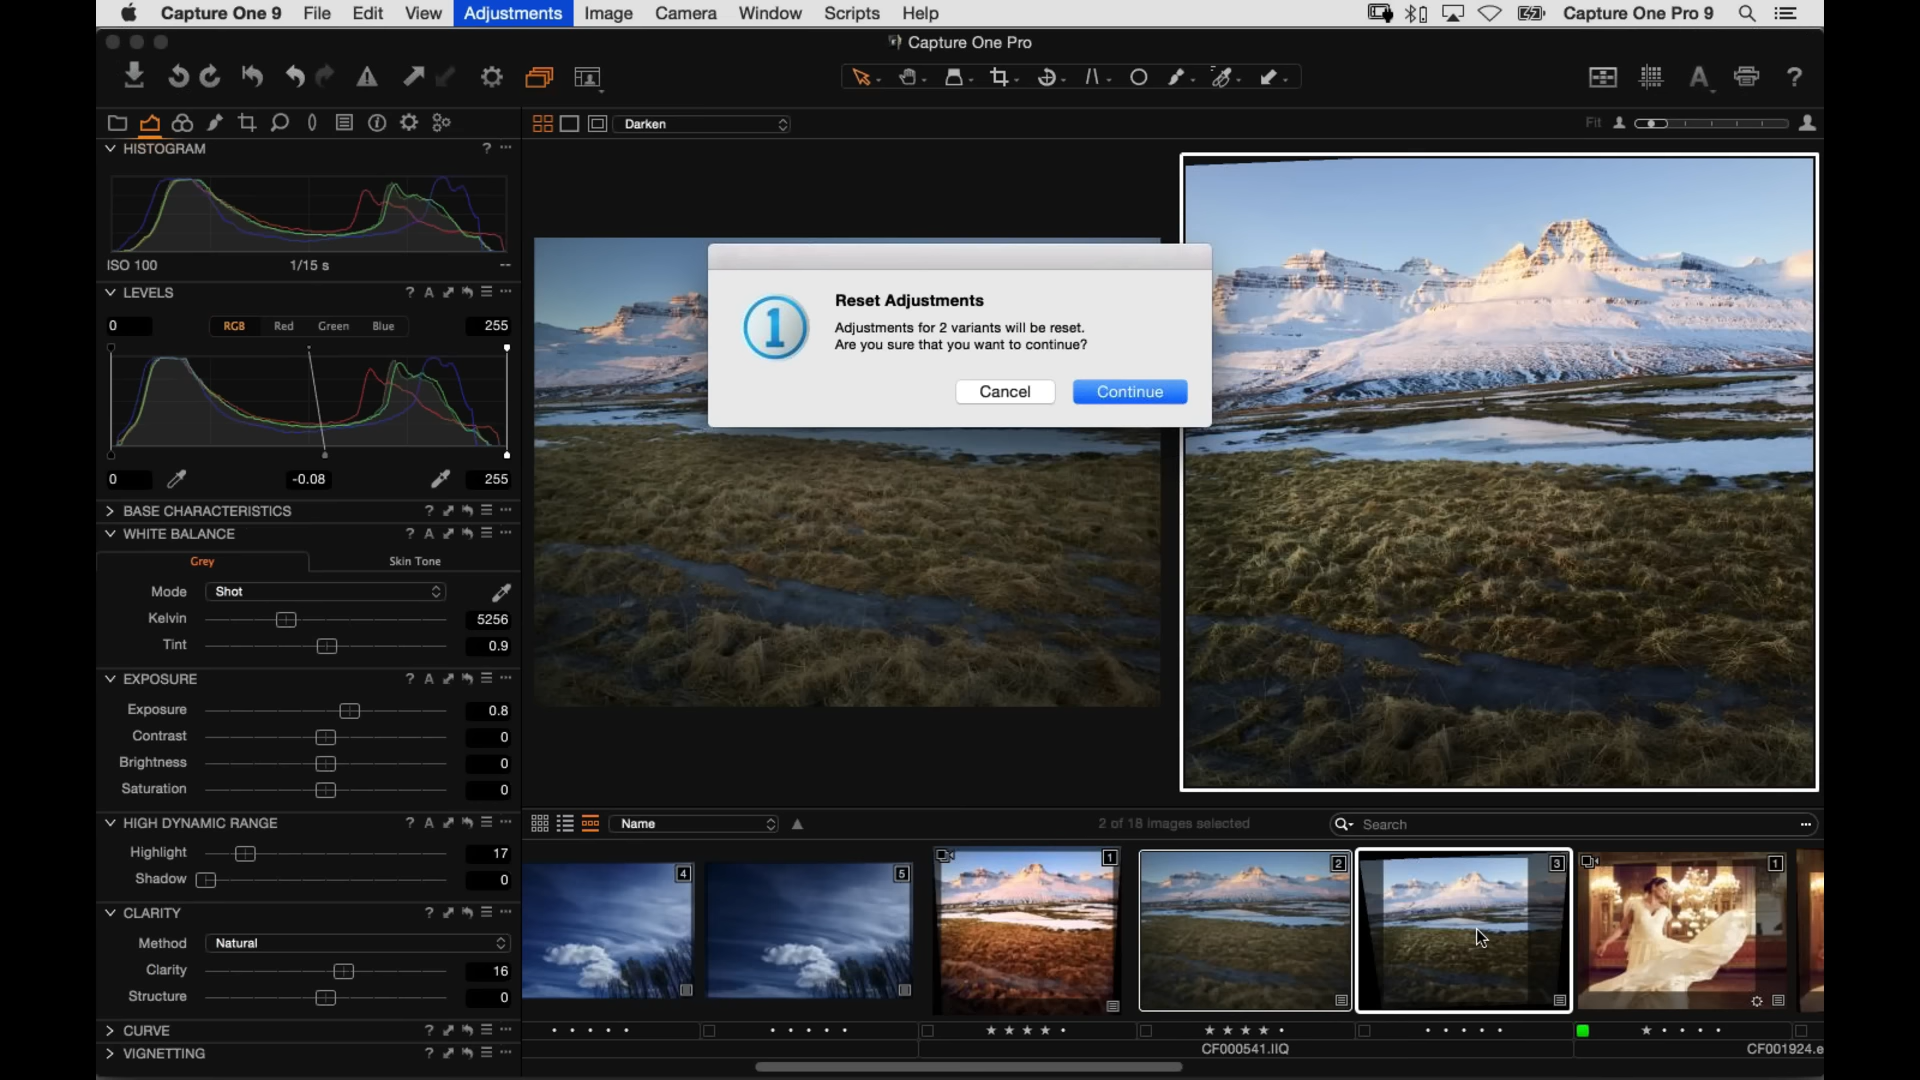 Capture One 9 File Edit View Adjustments Image Camera Window Scripts Help Capture One Pro 9
Capture One Pro
A ?
Darken Fit
HISTOGRAM ?
ISO 100 1/15 s --
LEVELS ? A
0 RGB Red Green Blue 255
0 -0.08 255
BASE CHARACTERISTICS ?
WHITE BALANCE ? A
Grey Skin Tone
Mode Shot
Kelvin 5256
Tint 0.9
EXPOSURE ? A
Exposure 0.8
Contrast 0
Brightness 0
Saturation 0
HIGH DYNAMIC RANGE ? A
Highlight 17
Shadow 0
CLARITY ?
Method Natural
Clarity 16
Structure 0
CURVE ?
VIGNETTING ?
1
Reset Adjustments
Adjustments for 2 variants will be reset.
Are you sure that you want to continue?
Cancel Continue
Name 2 of 18 images selected Search
4 5 1 2 3 1
CF000541.IIQ CF001924.e